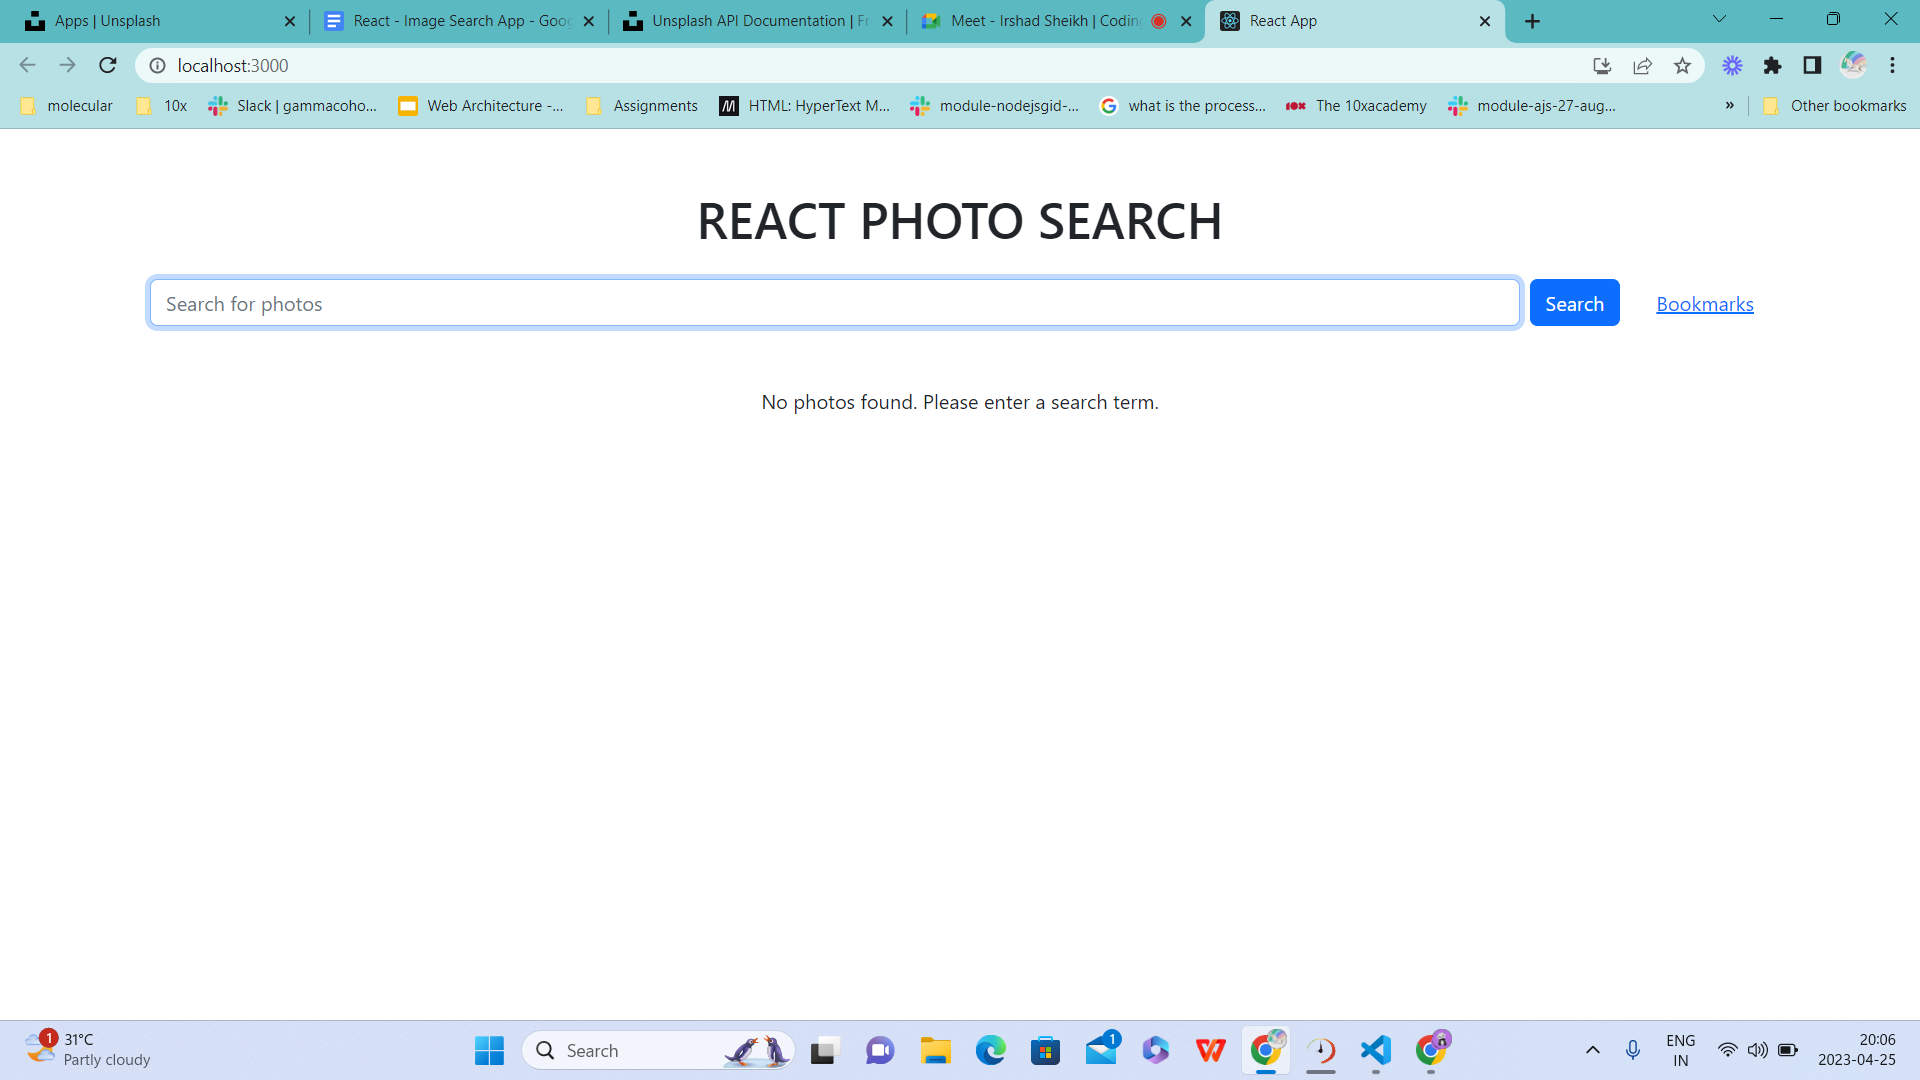 Apps | Unsplash
React - Image Search App - Goog
Unsplash API Documentation | Fr
Meet - Irshad Sheikh | Coding
React App
localhost:3000
molecular
10x
Slack | gammacoho...
Web Architecture -...
Assignments
HTML: HyperText M...
module-nodejsgid-...
what is the process...
The 10xacademy
module-ajs-27-aug...
»
Other bookmarks
REACT PHOTO SEARCH
Search for photos
Search
Bookmarks
No photos found. Please enter a search term.
1
31°C
Partly cloudy
Search
1
ENG
IN
20:06
2023-04-25